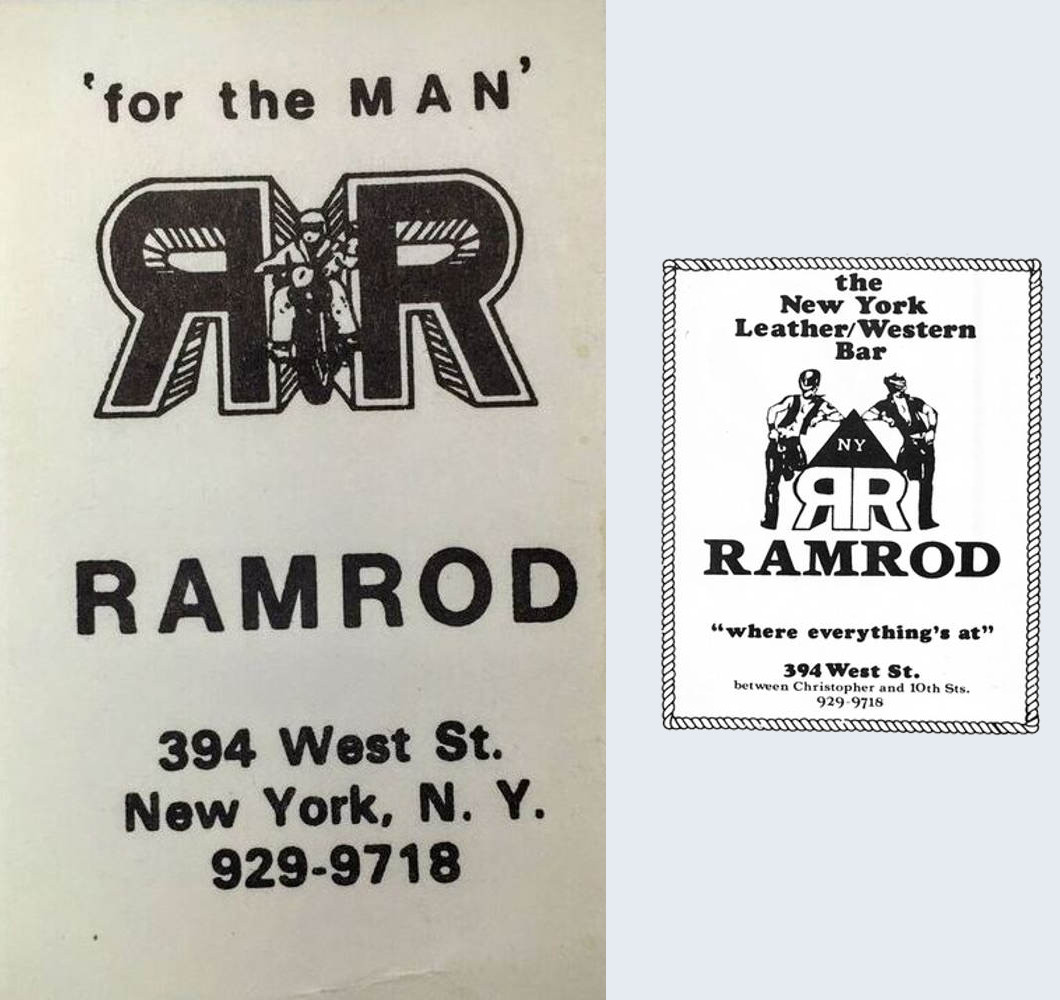 'for the MAN'
RR
RAMROD
394 West St.
New York, N. Y.
929-9718
the
New York
Leather/Western
Bar
NY
RR
RAMROD
"where everything's at"
394 West St.
between Christopher and 10th Sts.
929-9718